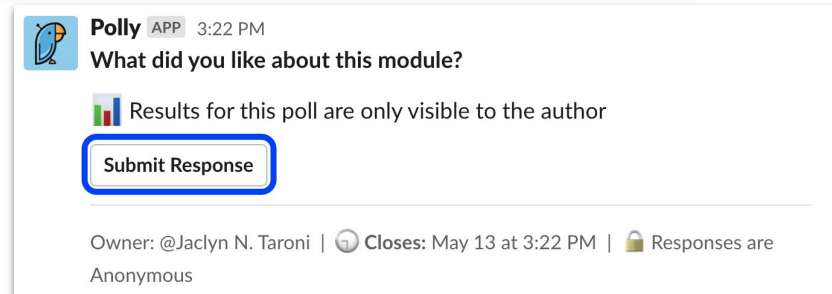 Polly APP 3:22 PM
What did you like about this module?
Results for this poll are only visible to the author
Submit Response
Owner: @Jaclyn N. Taroni | Closes: May 13 at 3:22 PM | Responses are
Anonymous